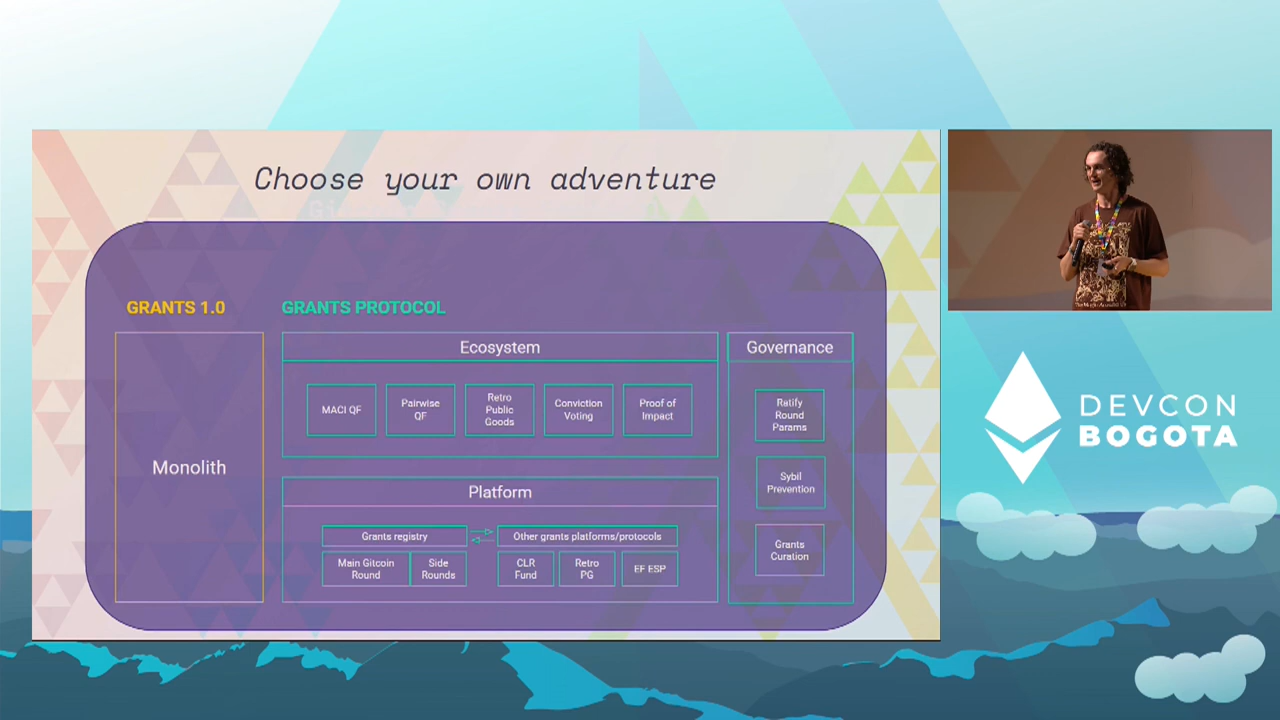 Choose your own adventure
GRANTS 1.0
Monolith
GRANTS PROTOCOL
Ecosystem
MACI QF
Pairwise
QF
Retro
Public
Goods
Conviction
Voting
Proof of
Impact
Platform
Grants registry
Other grants platforms/protocols
Main Gitcoin
Round
Side
Rounds
CLR
Fund
Retro
PG
EF ESP
Governance
Ratify
Round
Params
Sybil
Prevention
Grants
Curation
DEVCON
BOGOTA